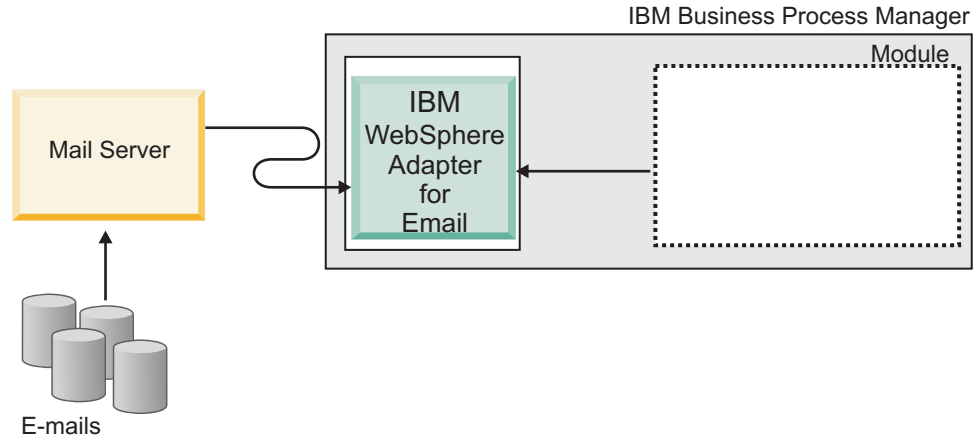 IBM Business Process Manager
Module
IBM
WebSphere
Adapter
for
Email
Mail Server
E-mails